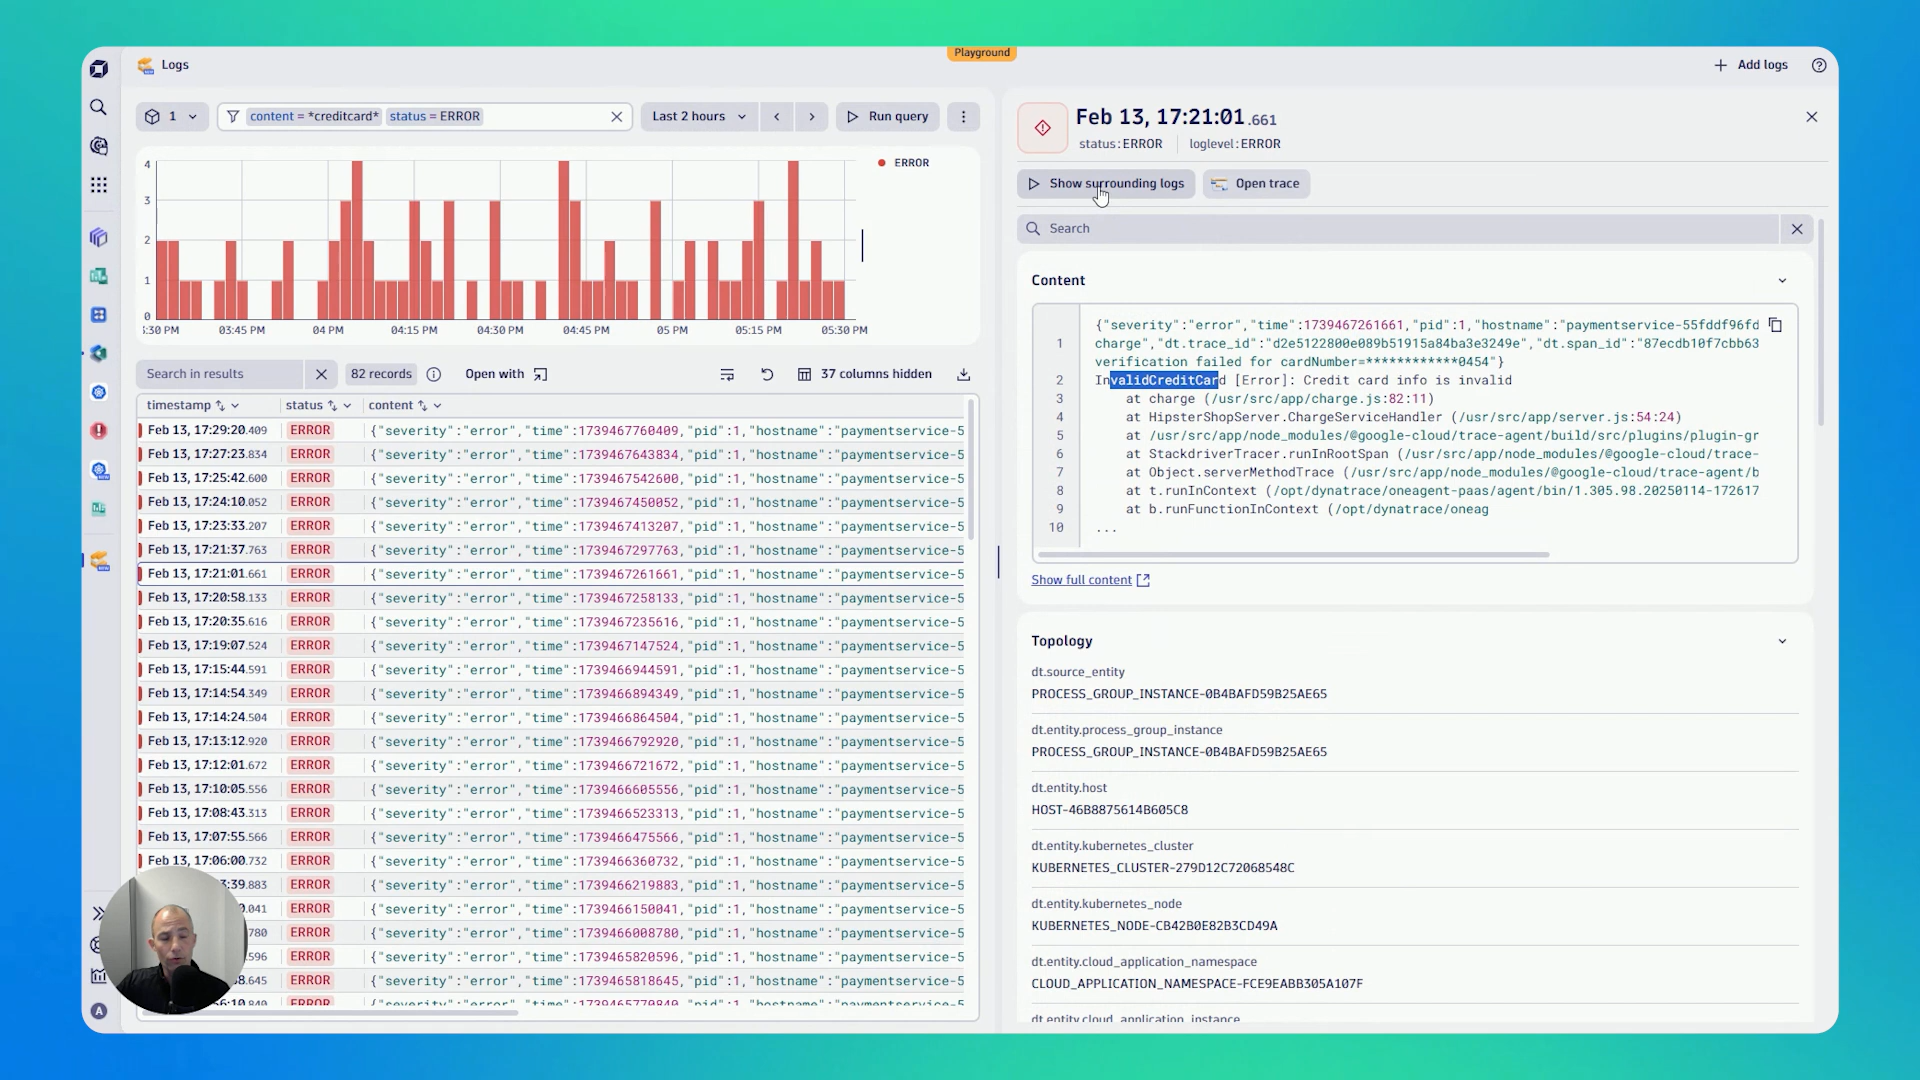 Playground
Logs
Add logs
1
content = *creditcard* status = ERROR
Last 2 hours
Run query
4
3
2
1
0
ERROR
:30 PM 03:45 PM 04 PM 04:15 PM 04:30 PM 04:45 PM 05 PM 05:15 PM 05:30 PM
Search in results
82 records
Open with
37 columns hidden
timestamp status content
Feb 13, 17:29:20.409 ERROR {"severity":"error","time":1739467760409,"pid":1,"hostname":"paymentservice-5
Feb 13, 17:27:23.834 ERROR {"severity":"error","time":1739467643834,"pid":1,"hostname":"paymentservice-5
Feb 13, 17:25:42.600 ERROR {"severity":"error","time":1739467542600,"pid":1,"hostname":"paymentservice-5
Feb 13, 17:24:10.052 ERROR {"severity":"error","time":1739467450052,"pid":1,"hostname":"paymentservice-5
Feb 13, 17:23:33.207 ERROR {"severity":"error","time":1739467413207,"pid":1,"hostname":"paymentservice-5
Feb 13, 17:21:37.763 ERROR {"severity":"error","time":1739467297763,"pid":1,"hostname":"paymentservice-5
Feb 13, 17:21:01.661 ERROR {"severity":"error","time":1739467261661,"pid":1,"hostname":"paymentservice-5
Feb 13, 17:20:58.133 ERROR {"severity":"error","time":1739467258133,"pid":1,"hostname":"paymentservice-5
Feb 13, 17:20:35.616 ERROR {"severity":"error","time":1739467235616,"pid":1,"hostname":"paymentservice-5
Feb 13, 17:19:07.524 ERROR {"severity":"error","time":1739467147524,"pid":1,"hostname":"paymentservice-5
Feb 13, 17:15:44.591 ERROR {"severity":"error","time":1739466944591,"pid":1,"hostname":"paymentservice-5
Feb 13, 17:14:54.349 ERROR {"severity":"error","time":1739466894349,"pid":1,"hostname":"paymentservice-5
Feb 13, 17:14:24.504 ERROR {"severity":"error","time":1739466864504,"pid":1,"hostname":"paymentservice-5
Feb 13, 17:13:12.920 ERROR {"severity":"error","time":1739466792920,"pid":1,"hostname":"paymentservice-5
Feb 13, 17:12:01.672 ERROR {"severity":"error","time":1739466721672,"pid":1,"hostname":"paymentservice-5
Feb 13, 17:10:05.556 ERROR {"severity":"error","time":1739466605556,"pid":1,"hostname":"paymentservice-5
Feb 13, 17:08:43.313 ERROR {"severity":"error","time":1739466523313,"pid":1,"hostname":"paymentservice-5
Feb 13, 17:07:55.566 ERROR {"severity":"error","time":1739466475566,"pid":1,"hostname":"paymentservice-5
Feb 13, 17:06:00.732 ERROR {"severity":"error","time":1739466360732,"pid":1,"hostname":"paymentservice-5
3:39.883 ERROR {"severity":"error","time":1739466219883,"pid":1,"hostname":"paymentservice-5
.041 ERROR {"severity":"error","time":1739466150041,"pid":1,"hostname":"paymentservice-5
780 ERROR {"severity":"error","time":1739466008780,"pid":1,"hostname":"paymentservice-5
.596 ERROR {"severity":"error","time":1739465820596,"pid":1,"hostname":"paymentservice-5
8.645 ERROR {"severity":"error","time":1739465818645,"pid":1,"hostname":"paymentservice-5
56:10.840 ERROR {"severity":"error","time":1739465770840,"pid":1,"hostname":"paymentservice-5
A
Feb 13, 17:21:01.661
status:ERROR loglevel:ERROR
Show surrounding logs
Open trace
Search
Content
{"severity":"error","time":1739467261661,"pid":1,"hostname":"paymentservice-55fddf96fd
1 charge","dt.trace_id":"d2e5122800e089b51915a84ba3e3249e","dt.span_id":"87ecdb10f7cbb63
verification failed for cardNumber=************0454"}
2 InvalidCreditCard [Error]: Credit card info is invalid
3 at charge (/usr/src/app/charge.js:82:11)
4 at HipsterShopServer.ChargeServiceHandler (/usr/src/app/server.js:54:24)
5 at /usr/src/app/node_modules/@google-cloud/trace-agent/build/src/plugins/plugin-gr
6 at StackdriverTracer.runInRootSpan (/usr/src/app/node_modules/@google-cloud/trace-
7 at Object.serverMethodTrace (/usr/src/app/node_modules/@google-cloud/trace-agent/b
8 at t.runInContext (/opt/dynatrace/oneagent-paas/agent/bin/1.305.98.20250114-172617
9 at b.runFunctionInContext (/opt/dynatrace/oneag
10 ...
Show full content
Topology
dt.source_entity
PROCESS_GROUP_INSTANCE-0B4BAFD59B25AE65
dt.entity.process_group_instance
PROCESS_GROUP_INSTANCE-0B4BAFD59B25AE65
dt.entity.host
HOST-46B8875614B605C8
dt.entity.kubernetes_cluster
KUBERNETES_CLUSTER-279D12C72068548C
dt.entity.kubernetes_node
KUBERNETES_NODE-CB42B0E82B3CD49A
dt.entity.cloud_application_namespace
CLOUD_APPLICATION_NAMESPACE-FCE9EABB305A107F
dt.entity.cloud_application_instance